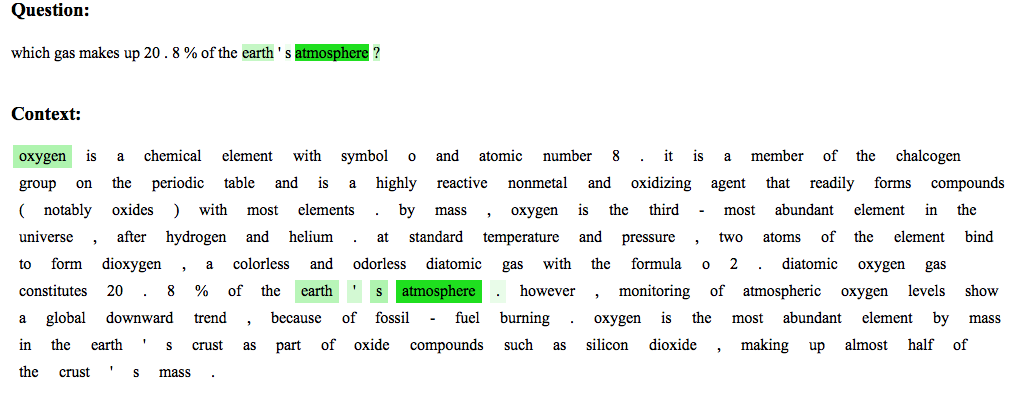 Question:
which gas makes up 20 . 8 % of the earth ' s atmosphere ?
Context:
oxygen is a chemical element with symbol o and atomic number 8 . it is a member of the chalcogen
group on the periodic table and is a highly reactive nonmetal and oxidizing agent that readily forms compounds
( notably oxides ) with most elements . by mass , oxygen is the third - most abundant element in the
universe , after hydrogen and helium . at standard temperature and pressure , two atoms of the element bind
to form dioxygen , a colorless and odorless diatomic gas with the formula o 2 . diatomic oxygen gas
constitutes 20 . 8 % of the earth ' s atmosphere . however , monitoring of atmospheric oxygen levels show
a global downward trend , because of fossil - fuel burning . oxygen is the most abundant element by mass
in the earth ' s crust as part of oxide compounds such as silicon dioxide , making up almost half of
the crust ' s mass .